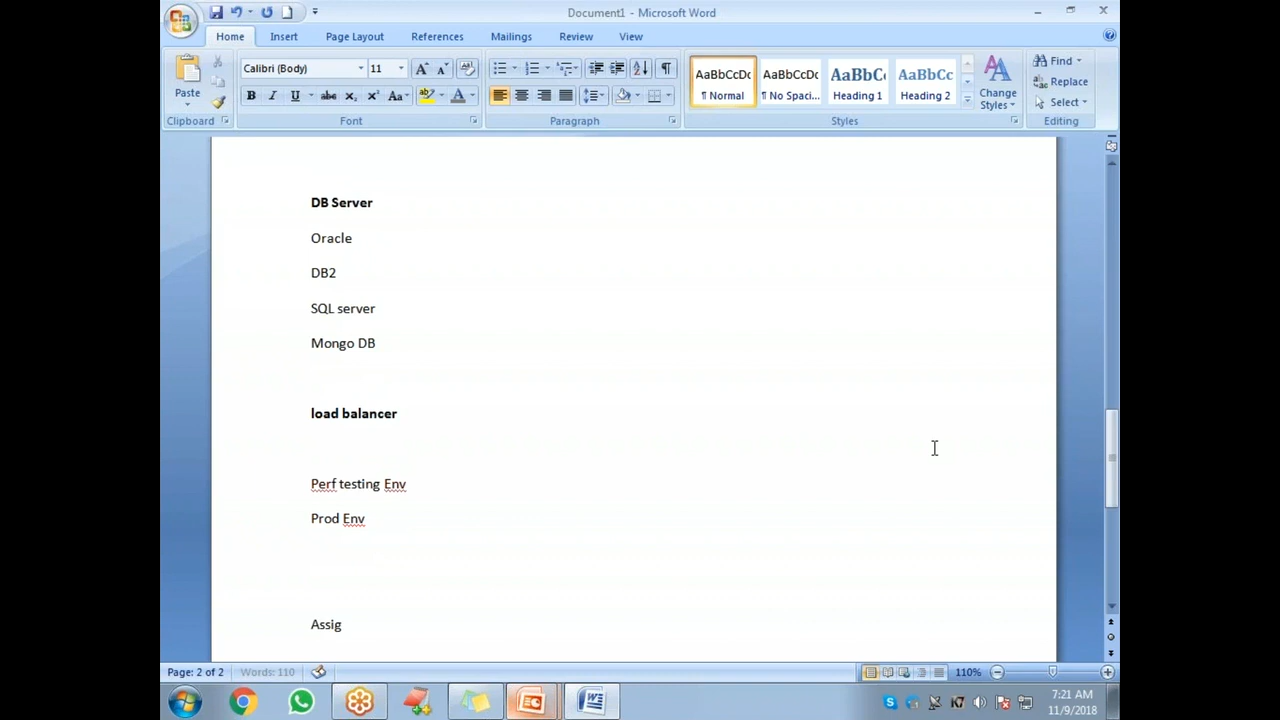 Document1 - Microsoft Word
Home Insert Page Layout References Mailings Review View
Calibri (Body) 11
AaBbCcDc AaBbCcDc AaBbC AaBbCc
Paste
¶ Normal ¶ No Spaci... Heading 1 Heading 2
Change
Styles
Find
Replace
Select
Clipboard Font Paragraph Styles Editing
DB Server
Oracle
DB2
SQL server
Mongo DB
load balancer
Perf testing Env
Prod Env
Assig
Page: 2 of 2 Words: 110 110%
7:21 AM
11/9/2018